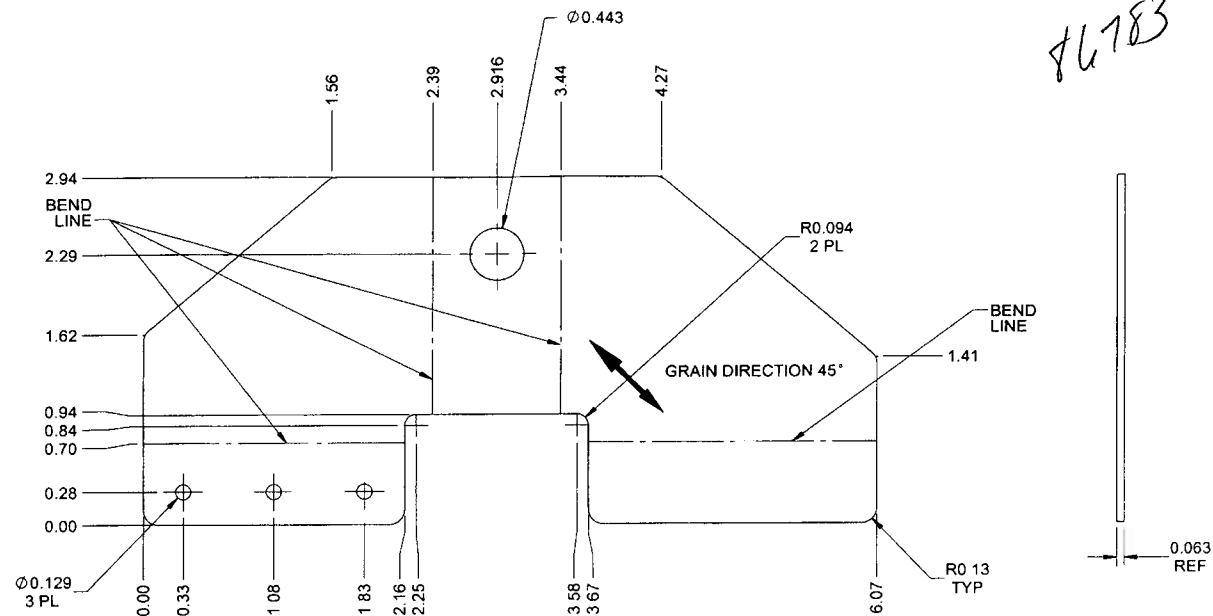 Ø0.443
1.56
2.39
2.916
3.44
4.27
2.94
BEND
LINE
2.29
R0.094
2 PL
BEND
LINE
1.62
1.41
GRAIN DIRECTION 45°
0.94
0.84
0.70
0.28
0.00
Ø0.129
3 PL
0.00
0.33
1 08
1 83
2.16
2.25
3 58
3 67
6.07
R0 13
TYP
0.063
REF